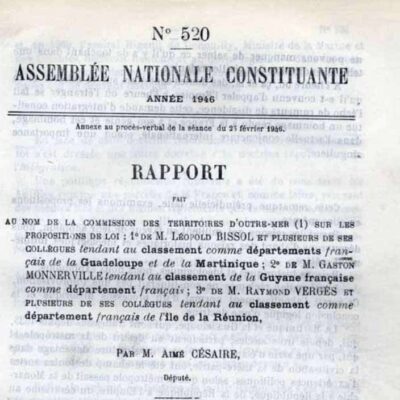 N° 520
ASSEMBLÉE NATIONALE CONSTITUANTE
ANNÉE 1946
Annexe au procès-verbal de la séance du 26 février 1946.
RAPPORT
FAIT
AU NOM DE LA COMMISSION DES TERRITOIRES D'OUTRE-MER (1) SUR LES
PROPOSITIONS DE LOI : 1° DE M. LÉOPOLD BISSOL ET PLUSIEURS DE SES
COLLÈGUES tendant au classement comme départements fran-
çais de la Guadeloupe et de la Martinique ; 2° DE M. GASTON
MONNERVILLE tendant au classement de la Guyane française
comme département français ; 3° DE M. RAYMOND VERGÈS ET
PLUSIEURS DE SES COLLÈGUES tendant au classement comme
département français de l'île de la Réunion,
PAR M. AIMÉ CÉSAIRE,
Député.